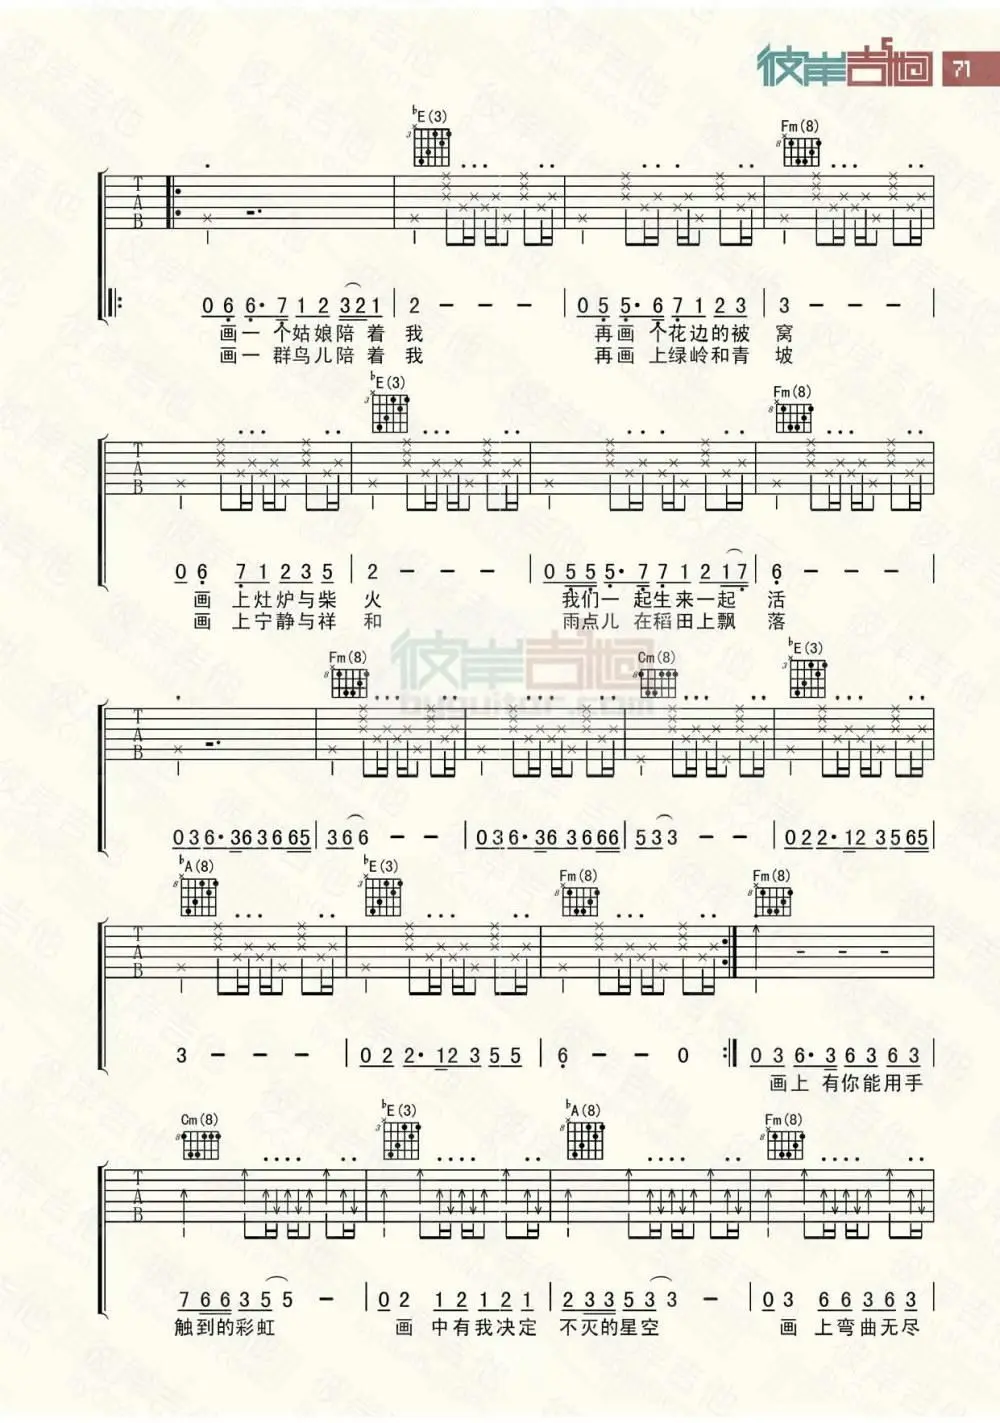 彼岸吉他 71
♭E(3) Fm(8)
T
A
B
0 6 6· 7 1 2 3 2 1 | 2 - - - | 0 5 5· 6 7 1 2 3 | 3 - - - |
画一 个姑娘陪 着 我 再画 个花边的被 窝
画一 群鸟儿陪 着 我 再画 上绿岭和青 坡
♭E(3) Fm(8)
T
A
B
0 6 7 1 2 3 5 | 2 - - - | 0 5 5 5· 7 7 1 2 1 7 | 6 - - - |
画 上灶炉与柴 火 我们一 起生来一起 活
画 上宁静与祥 和 雨点儿 在稻田上飘 落
彼岸吉他
byguitar.com
Fm(8) Cm(8) ♭E(3)
T
A
B
0 3 6· 3 6 3 6 6 5 | 3 6 6 - - | 0 3 6· 3 6 3 6 6 6 | 5 3 3 - - | 0 2 2· 1 2 3 5 6 5 |
♭A(8) ♭E(3) Fm(8) Fm(8)
T
A
B
3 - - - | 0 2 2· 1 2 3 5 5 | 6 - - 0 :| 0 3 6· 3 6 3 6 3 |
画上 有你能用手
Cm(8) ♭E(3) ♭A(8) Fm(8)
T
A
B
7 6 6 3 5 5 - | 0 2 1 2 1 2 1 | 2 3 3 5 3 3 - | 0 3 6 6 3 6 3 |
触到的彩虹 画 中有我决定 不灭的星空 画 上弯曲无尽